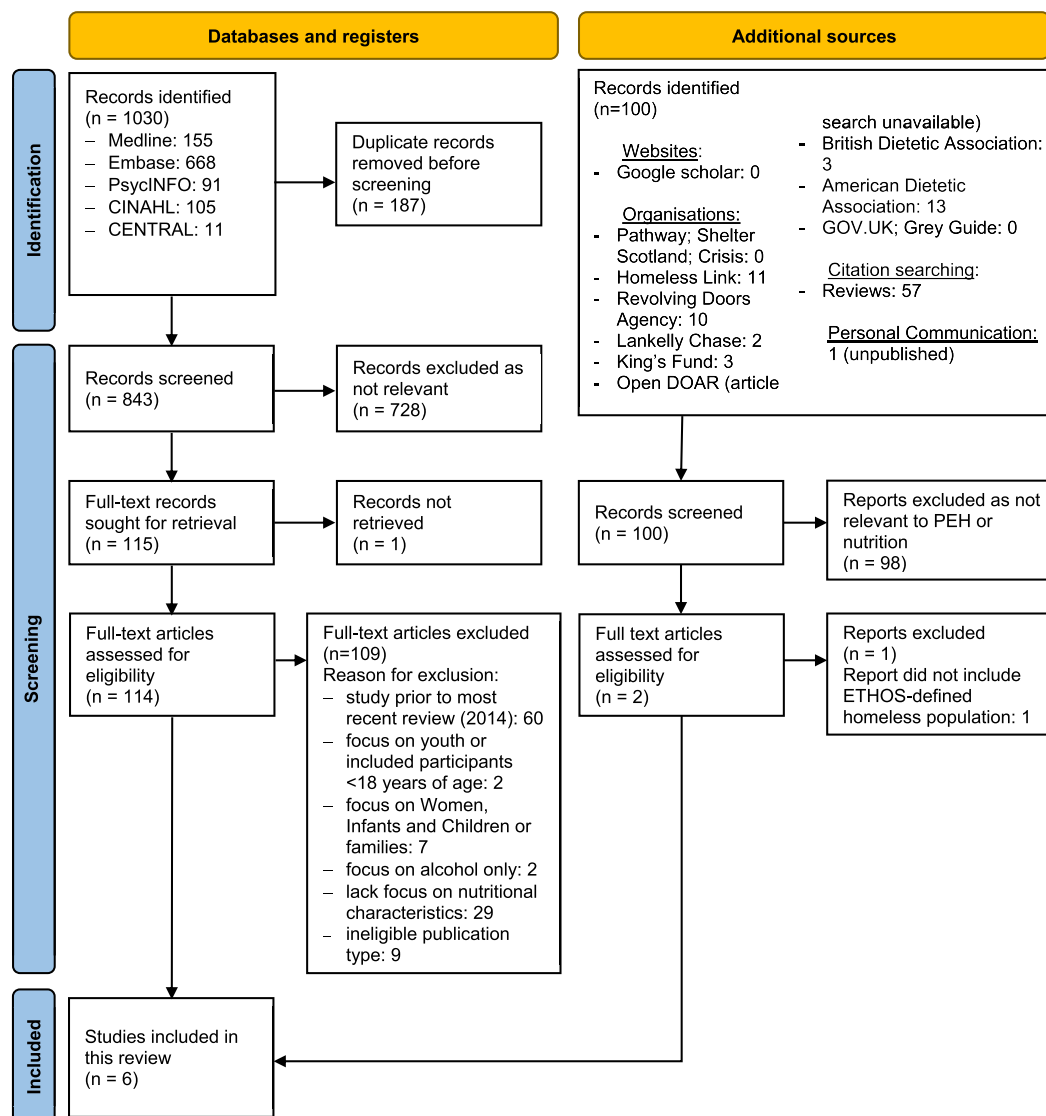 Databases and registers
Additional sources
Identification
Records identified
(n = 1030)
– Medline: 155
– Embase: 668
– PsycINFO: 91
– CINAHL: 105
– CENTRAL: 11
Duplicate records
removed before
screening
(n = 187)
Records identified
(n=100)
Websites:
- Google scholar: 0
Organisations:
- Pathway; Shelter
Scotland; Crisis: 0
- Homeless Link: 11
- Revolving Doors
Agency: 10
- Lankelly Chase: 2
- King's Fund: 3
- Open DOAR (article
search unavailable)
- British Dietetic Association:
3
- American Dietetic
Association: 13
- GOV.UK; Grey Guide: 0
Citation searching:
- Reviews: 57
Personal Communication:
1 (unpublished)
Screening
Records screened
(n = 843)
Records excluded as
not relevant
(n = 728)
Full-text records
sought for retrieval
(n = 115)
Records not
retrieved
(n = 1)
Records screened
(n = 100)
Reports excluded as not
relevant to PEH or
nutrition
(n = 98)
Full-text articles
assessed for
eligibility
(n = 114)
Full-text articles excluded
(n=109)
Reason for exclusion:
– study prior to most
recent review (2014): 60
– focus on youth or
included participants
<18 years of age: 2
– focus on Women,
Infants and Children or
families: 7
– focus on alcohol only: 2
– lack focus on nutritional
characteristics: 29
– ineligible publication
type: 9
Full text articles
assessed for
eligibility
(n = 2)
Reports excluded
(n = 1)
Report did not include
ETHOS-defined
homeless population: 1
Included
Studies included in
this review
(n = 6)